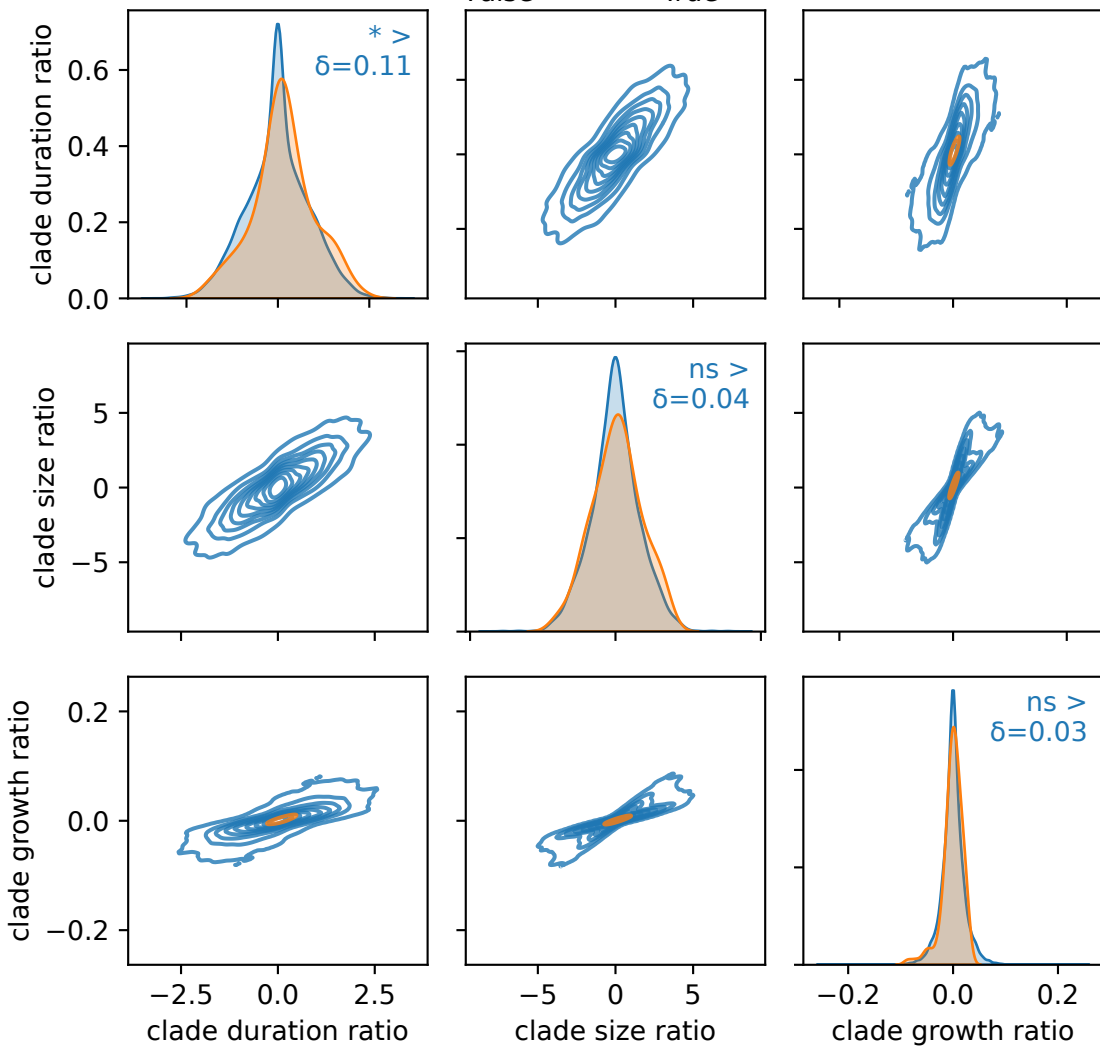 * >
δ=0.11
clade duration ratio
0.6
0.4
0.2
0.0
ns >
δ=0.04
clade size ratio
5
0
−5
ns >
δ=0.03
clade growth ratio
0.2
0.0
−0.2
−2.5 0.0 2.5
−5 0 5
−0.2 0.0 0.2
clade duration ratio
clade size ratio
clade growth ratio